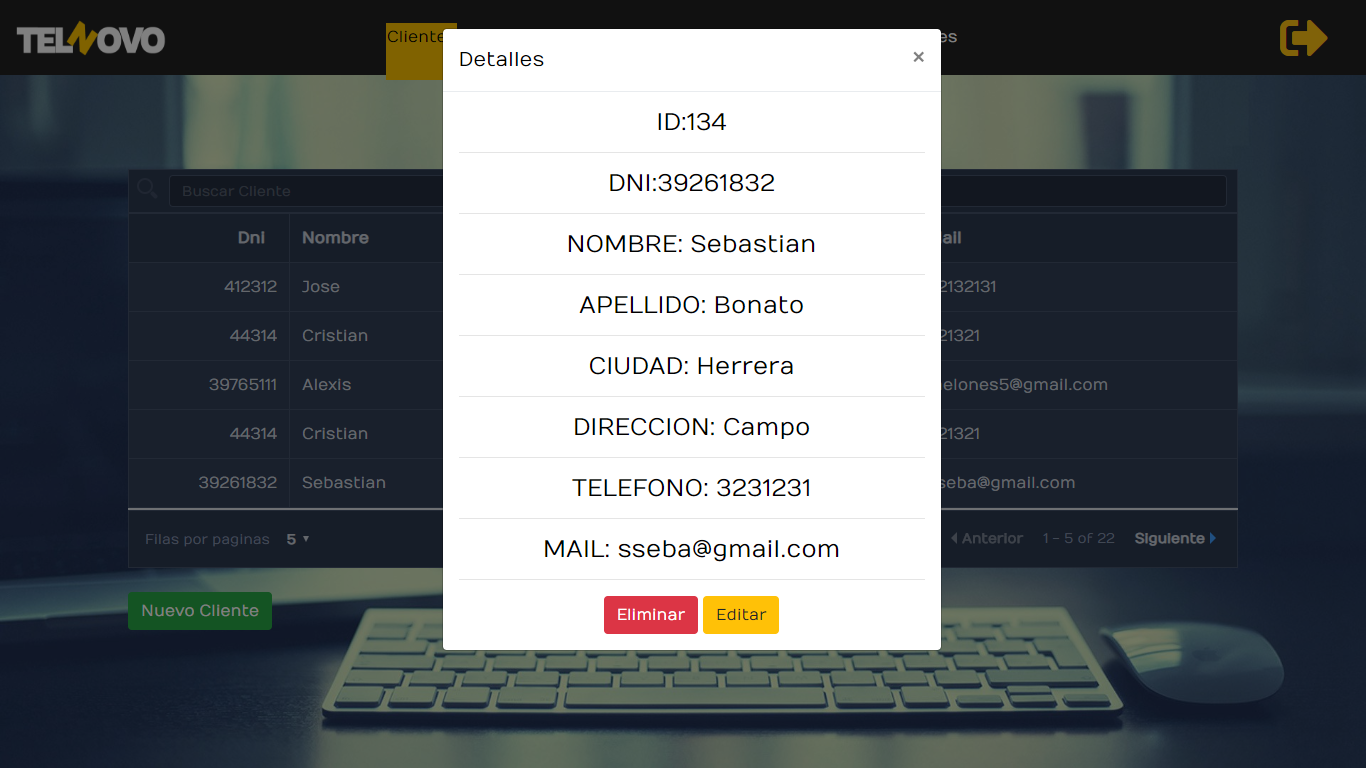 TELNOVO
Cliente
es
Detalles
×
ID:134
DNI:39261832
NOMBRE: Sebastian
APELLIDO: Bonato
CIUDAD: Herrera
DIRECCION: Campo
TELEFONO: 3231231
MAIL: sseba@gmail.com
Eliminar Editar
Buscar Cliente
Dni Nombre ail
412312 Jose 2132131
44314 Cristian 21321
39765111 Alexis elones5@gmail.com
44314 Cristian 21321
39261832 Sebastian seba@gmail.com
Filas por paginas 5 Anterior 1 - 5 of 22 Siguiente
Nuevo Cliente